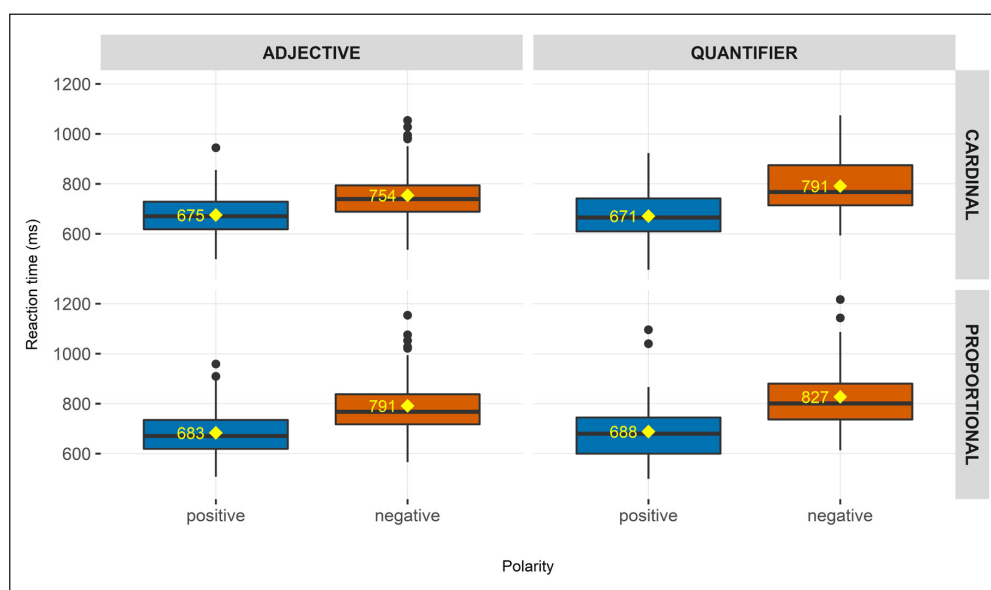 ADJECTIVE
QUANTIFIER
1200
1000
800
600
675
754
671
791
CARDINAL
Reaction time (ms)
1200
1000
800
600
683
791
688
827
PROPORTIONAL
positive
negative
positive
negative
Polarity